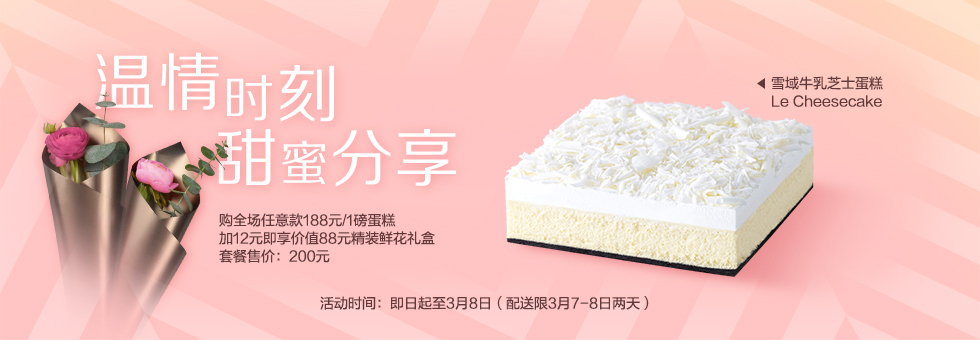 温情时刻
甜蜜分享
购全场任意款188元/1磅蛋糕
加12元即享价值88元精装鲜花礼盒
套餐售价：200元
雪域牛乳芝士蛋糕
Le Cheesecake
活动时间：即日起至3月8日（配送限3月7-8日两天）